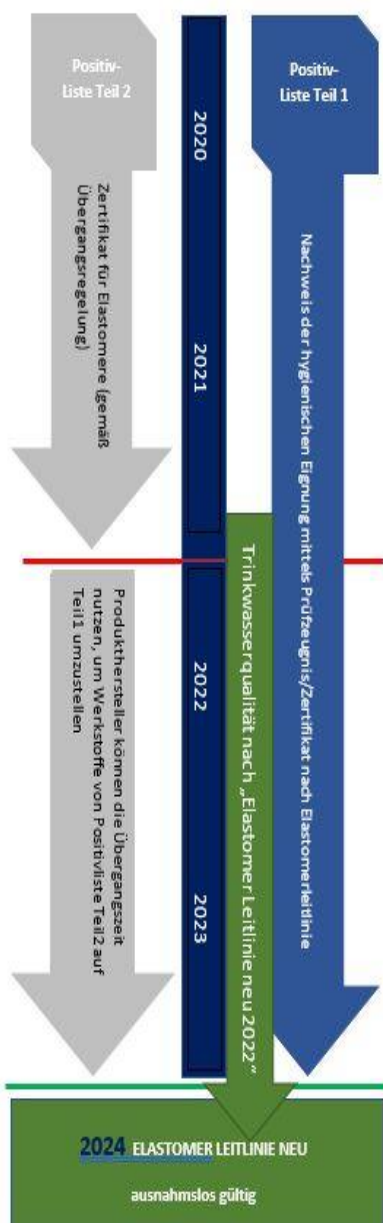 Positiv-
Liste Teil 2
Positiv-
Liste Teil 1
2020
2021
2022
2023
Zertifikat für Elastomere (gemäß
Übergangsregelung)
Nachweis der hygienischen Eignung mittels Prüfzeugnis/Zertifikat nach Elastomerleitlinie
Trinkwasserqualität nach „Elastomer Leitlinie neu 2022“
Produkthersteller können die Übergangszeit
nutzen, um Werkstoffe von Positivliste Teil2 auf
Teil1 umzustellen
2024 ELASTOMER LEITLINIE NEU
ausnahmslos gültig